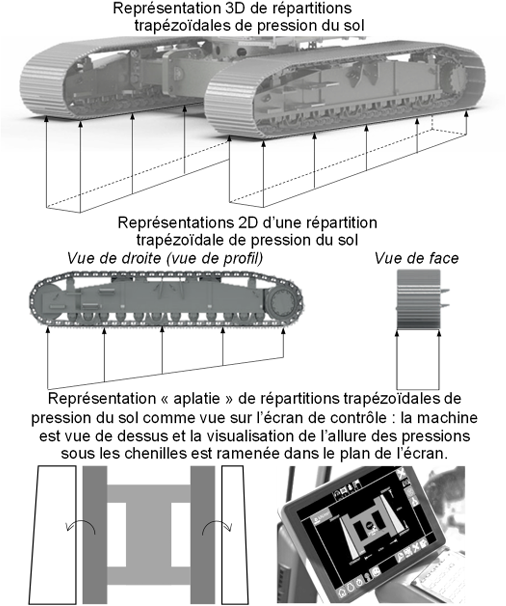 Représentation 3D de répartitions
trapézoïdales de pression du sol
Représentations 2D d’une répartition
trapézoïdale de pression du sol
Vue de droite (vue de profil)
Vue de face
Représentation « aplatie » de répartitions trapézoïdales de
pression du sol comme vue sur l’écran de contrôle : la machine
est vue de dessus et la visualisation de l’allure des pressions
sous les chenilles est ramenée dans le plan de l’écran.